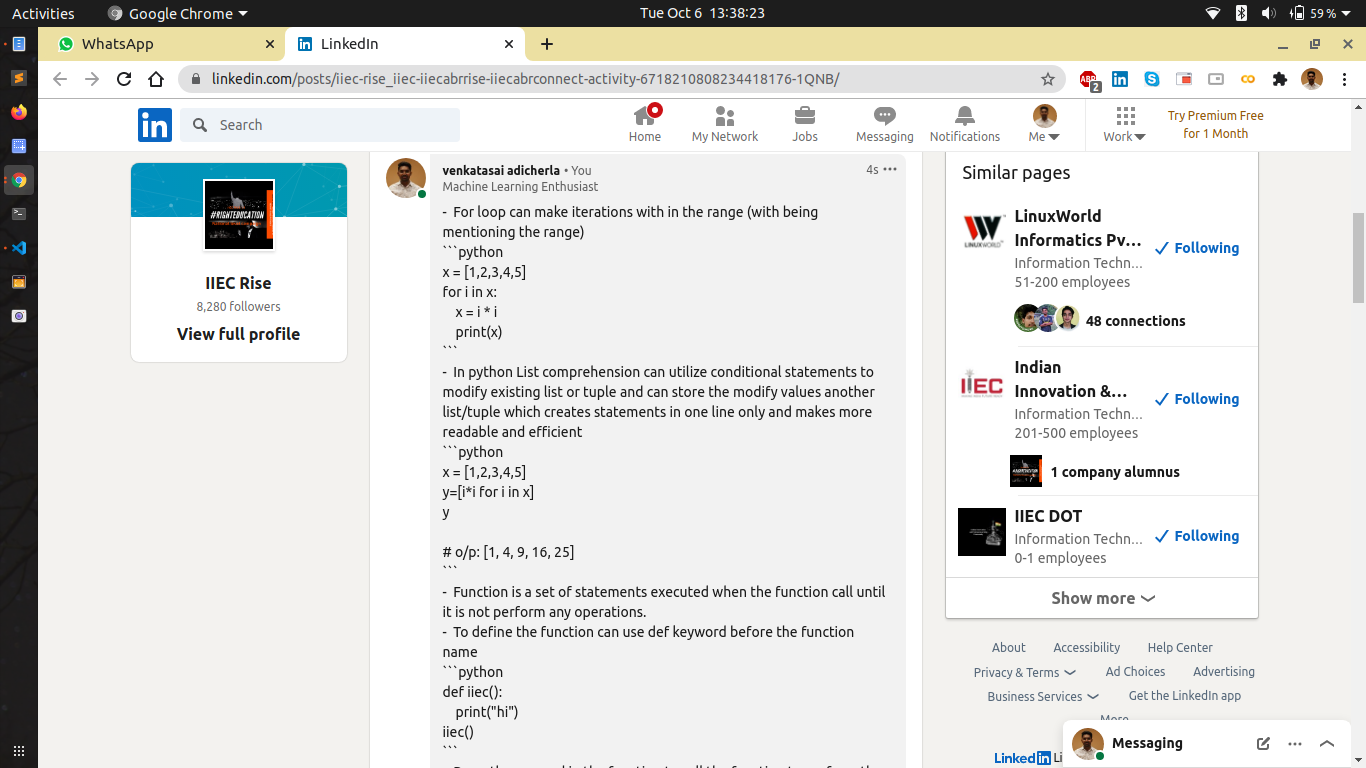 Activities
Google Chrome
Tue Oct 6 13:38:23
59 %
WhatsApp
LinkedIn
linkedin.com/posts/iiec-rise_iiec-iiecabrrise-iiecabrconnect-activity-6718210808234418176-1QNB/
ABP
2
in
Search
Home
My Network
Jobs
Messaging
Notifications
Me
Work
Try Premium Free
for 1 Month
#RIGHTEDUCATION
IIEC Rise
8,280 followers
View full profile
venkatasai adicherla • You
4s
Machine Learning Enthusiast
- For loop can make iterations with in the range (with being
mentioning the range)
```python
x = [1,2,3,4,5]
for i in x:
x = i * i
print(x)
```
- In python List comprehension can utilize conditional statements to
modify existing list or tuple and can store the modify values another
list/tuple which creates statements in one line only and makes more
readable and efficient
```python
x = [1,2,3,4,5]
y=[i*i for i in x]
y
# o/p: [1, 4, 9, 16, 25]
```
- Function is a set of statements executed when the function call until
it is not perform any operations.
- To define the function can use def keyword before the function
name
```python
def iiec():
print("hi")
iiec()
```
Similar pages
LINUXWORLD
LinuxWorld
Informatics Pv...
Following
Information Techn...
51-200 employees
48 connections
IIEC
Indian
Innovation &...
Following
Information Techn...
201-500 employees
1 company alumnus
IIEC DOT
Following
Information Techn...
0-1 employees
Show more
About
Accessibility
Help Center
Privacy & Terms
Ad Choices
Advertising
Business Services
Get the LinkedIn app
More
Linked in Li
Messaging